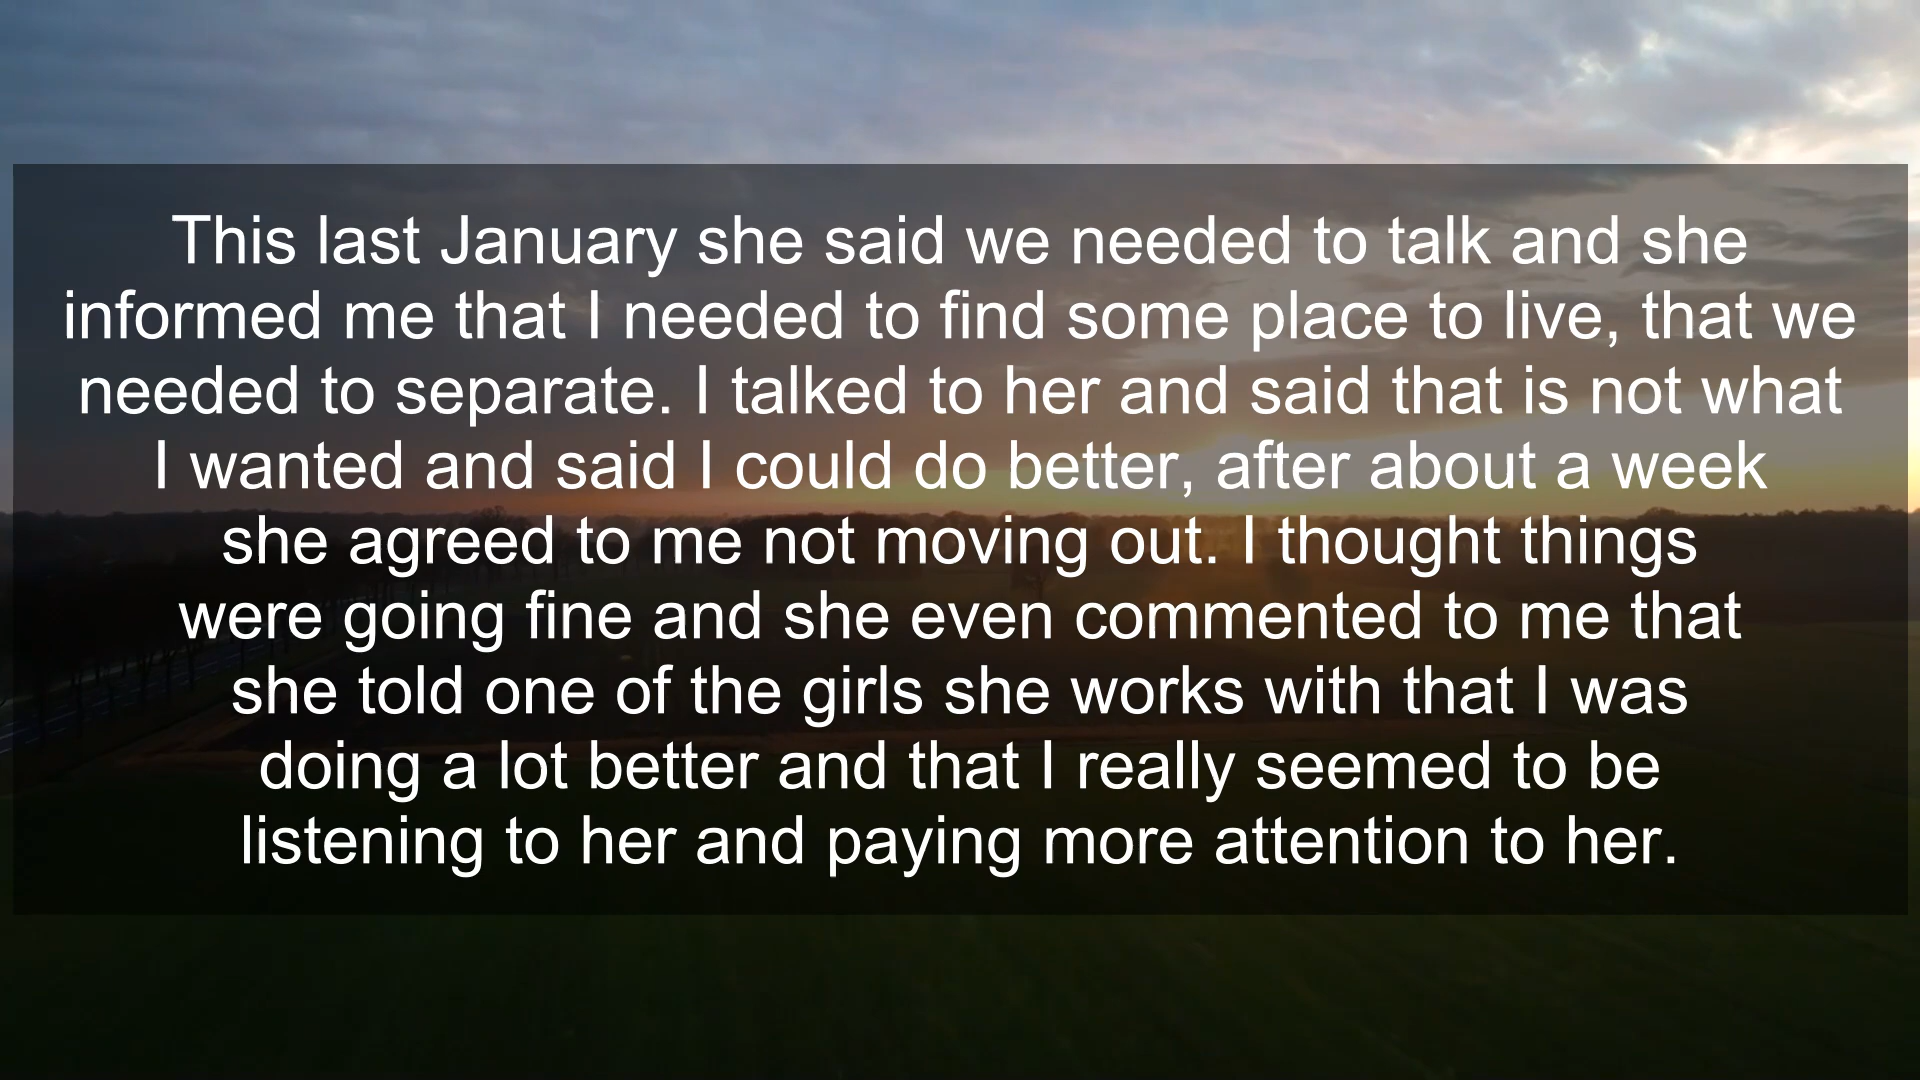 This last January she said we needed to talk and she
informed me that I needed to find some place to live, that we
needed to separate. I talked to her and said that is not what
I wanted and said I could do better, after about a week
she agreed to me not moving out. I thought things
were going fine and she even commented to me that
she told one of the girls she works with that I was
doing a lot better and that I really seemed to be
listening to her and paying more attention to her.